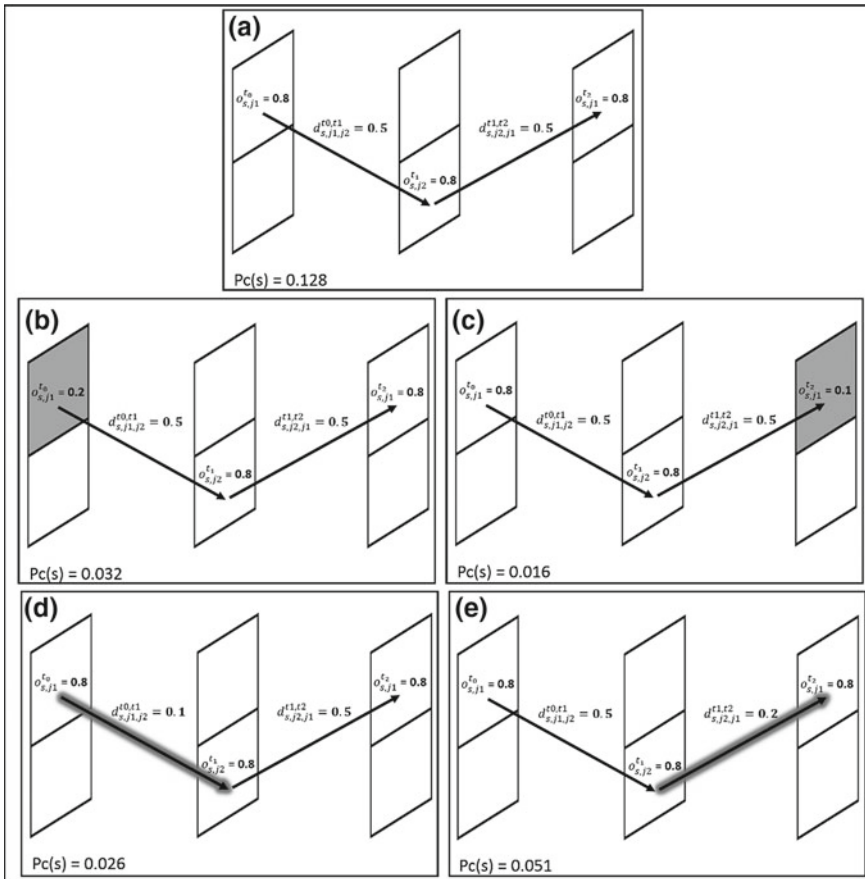 (a)
o_{s,j1}^{t_0} = 0.8
o_{s,j1}^{t_2} = 0.8
d_{s,j1,j2}^{t0,t1} = 0.5
d_{s,j2,j1}^{t1,t2} = 0.5
o_{s,j2}^{t_1} = 0.8
Pc(s) = 0.128
(b)
o_{s,j1}^{t_0} = 0.2
o_{s,j1}^{t_2} = 0.8
d_{s,j1,j2}^{t0,t1} = 0.5
d_{s,j2,j1}^{t1,t2} = 0.5
o_{s,j2}^{t_1} = 0.8
Pc(s) = 0.032
(c)
o_{s,j1}^{t_0} = 0.8
o_{s,j1}^{t_2} = 0.1
d_{s,j1,j2}^{t0,t1} = 0.5
d_{s,j2,j1}^{t1,t2} = 0.5
o_{s,j2}^{t_1} = 0.8
Pc(s) = 0.016
(d)
o_{s,j1}^{t_0} = 0.8
o_{s,j1}^{t_2} = 0.8
d_{s,j1,j2}^{t0,t1} = 0.1
d_{s,j2,j1}^{t1,t2} = 0.5
o_{s,j2}^{t_1} = 0.8
Pc(s) = 0.026
(e)
o_{s,j1}^{t_0} = 0.8
o_{s,j1}^{t_2} = 0.8
d_{s,j1,j2}^{t0,t1} = 0.5
d_{s,j2,j1}^{t1,t2} = 0.2
o_{s,j2}^{t_1} = 0.8
Pc(s) = 0.051